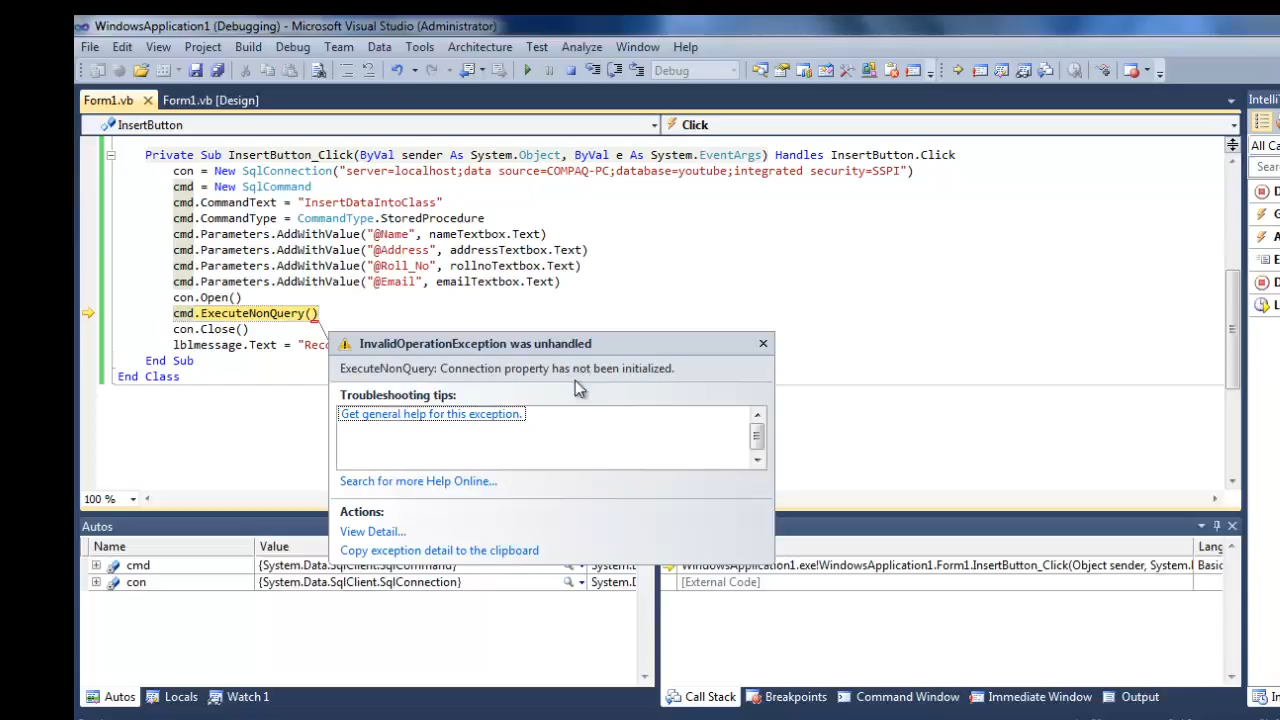 WindowsApplication1 (Debugging) - Microsoft Visual Studio (Administrator)
File Edit View Project Build Debug Team Data Tools Architecture Test Analyze Window Help
Debug
Form1.vb Form1.vb [Design]
InsertButton Click
Private Sub InsertButton_Click(ByVal sender As System.Object, ByVal e As System.EventArgs) Handles InsertButton.Click
con = New SqlConnection("server=localhost;data source=COMPAQ-PC;database=youtube;integrated security=SSPI")
cmd = New SqlCommand
cmd.CommandText = "InsertDataIntoClass"
cmd.CommandType = CommandType.StoredProcedure
cmd.Parameters.AddWithValue("@Name", nameTextbox.Text)
cmd.Parameters.AddWithValue("@Address", addressTextbox.Text)
cmd.Parameters.AddWithValue("@Roll_No", rollnoTextbox.Text)
cmd.Parameters.AddWithValue("@Email", emailTextbox.Text)
con.Open()
cmd.ExecuteNonQuery()
con.Close()
lblmessage.Text = "Reco
End Sub
End Class
InvalidOperationException was unhandled
ExecuteNonQuery: Connection property has not been initialized.
Troubleshooting tips:
Get general help for this exception.
Search for more Help Online...
Actions:
View Detail...
Copy exception detail to the clipboard
100 %
Autos
Name Value
cmd {System.Data.SqlClient.SqlCommand} System.D
con {System.Data.SqlClient.SqlConnection} System.D
Lang
WindowsApplication1.exe!WindowsApplication1.Form1.InsertButton_Click(Object sender, System.I Basic
[External Code]
Autos Locals Watch 1
Call Stack Breakpoints Command Window Immediate Window Output
IntelliT
All Ca
Sear
D
G
A
E
D
L
In